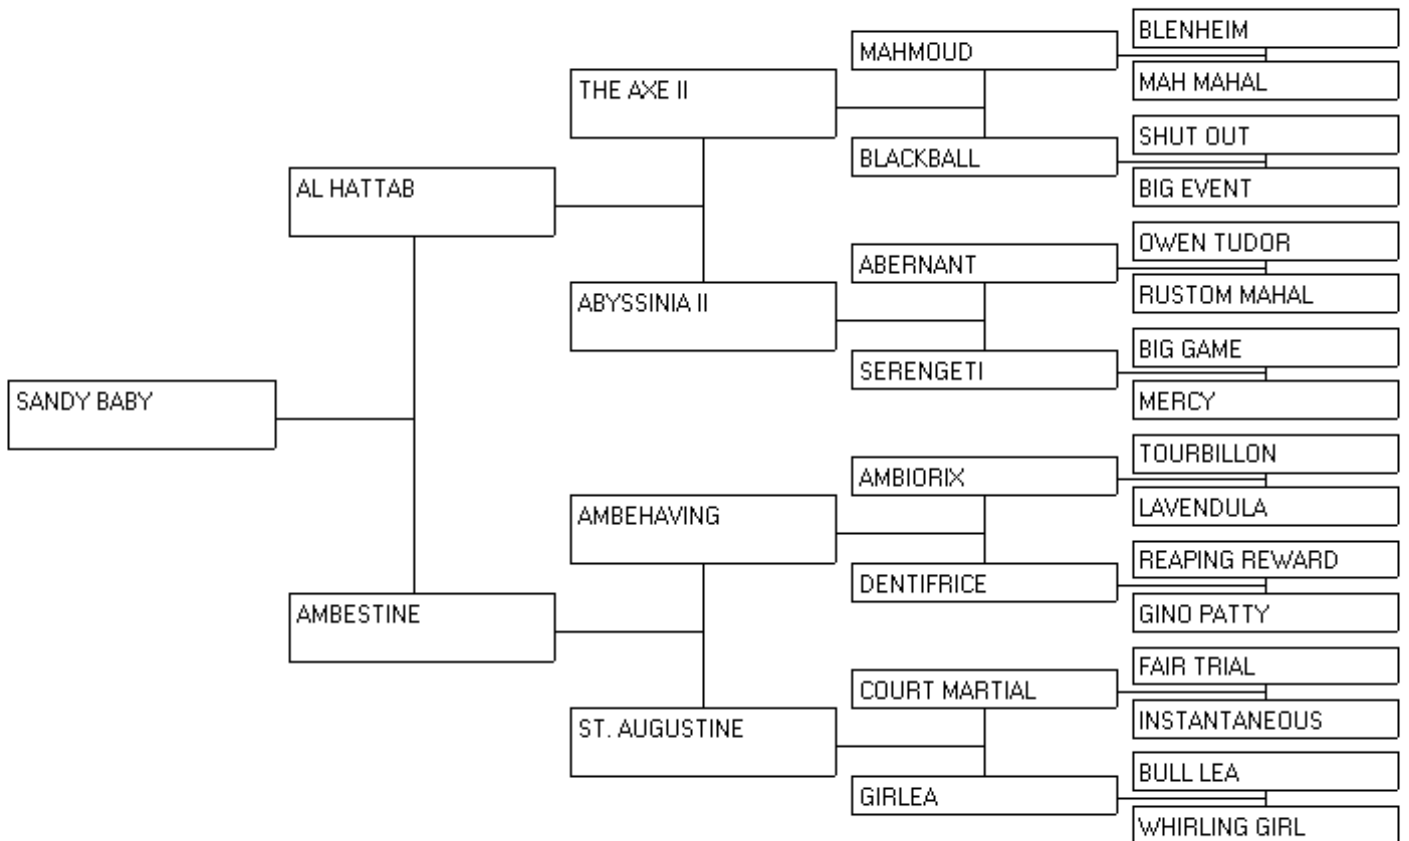 BLENHEIM
MAHMOUD
MAH MAHAL
THE AXE II
SHUT OUT
BLACKBALL
BIG EVENT
AL HATTAB
OWEN TUDOR
ABERNANT
RUSTOM MAHAL
ABYSSINIA II
BIG GAME
SERENGETI
MERCY
SANDY BABY
TOURBILLON
AMBIORIX
LAVENDULA
AMBEHAVING
REAPING REWARD
DENTIFRICE
GINO PATTY
AMBESTINE
FAIR TRIAL
COURT MARTIAL
INSTANTANEOUS
ST. AUGUSTINE
BULL LEA
GIRLEA
WHIRLING GIRL